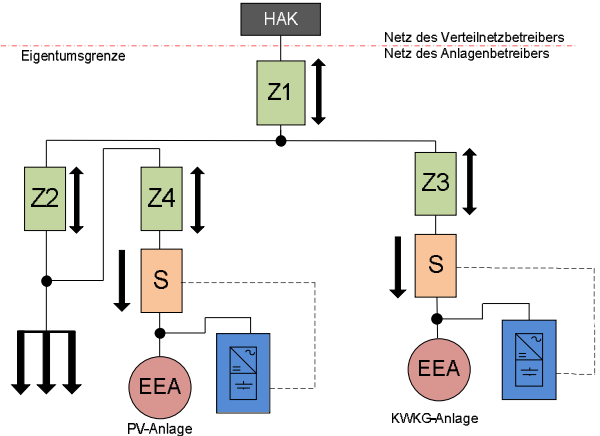 HAK
Netz des Verteilnetzbetreibers
Eigentumsgrenze
Netz des Anlagenbetreibers
Z1
Z2
Z4
Z3
S
S
EEA
EEA
PV-Anlage
KWKG-Anlage